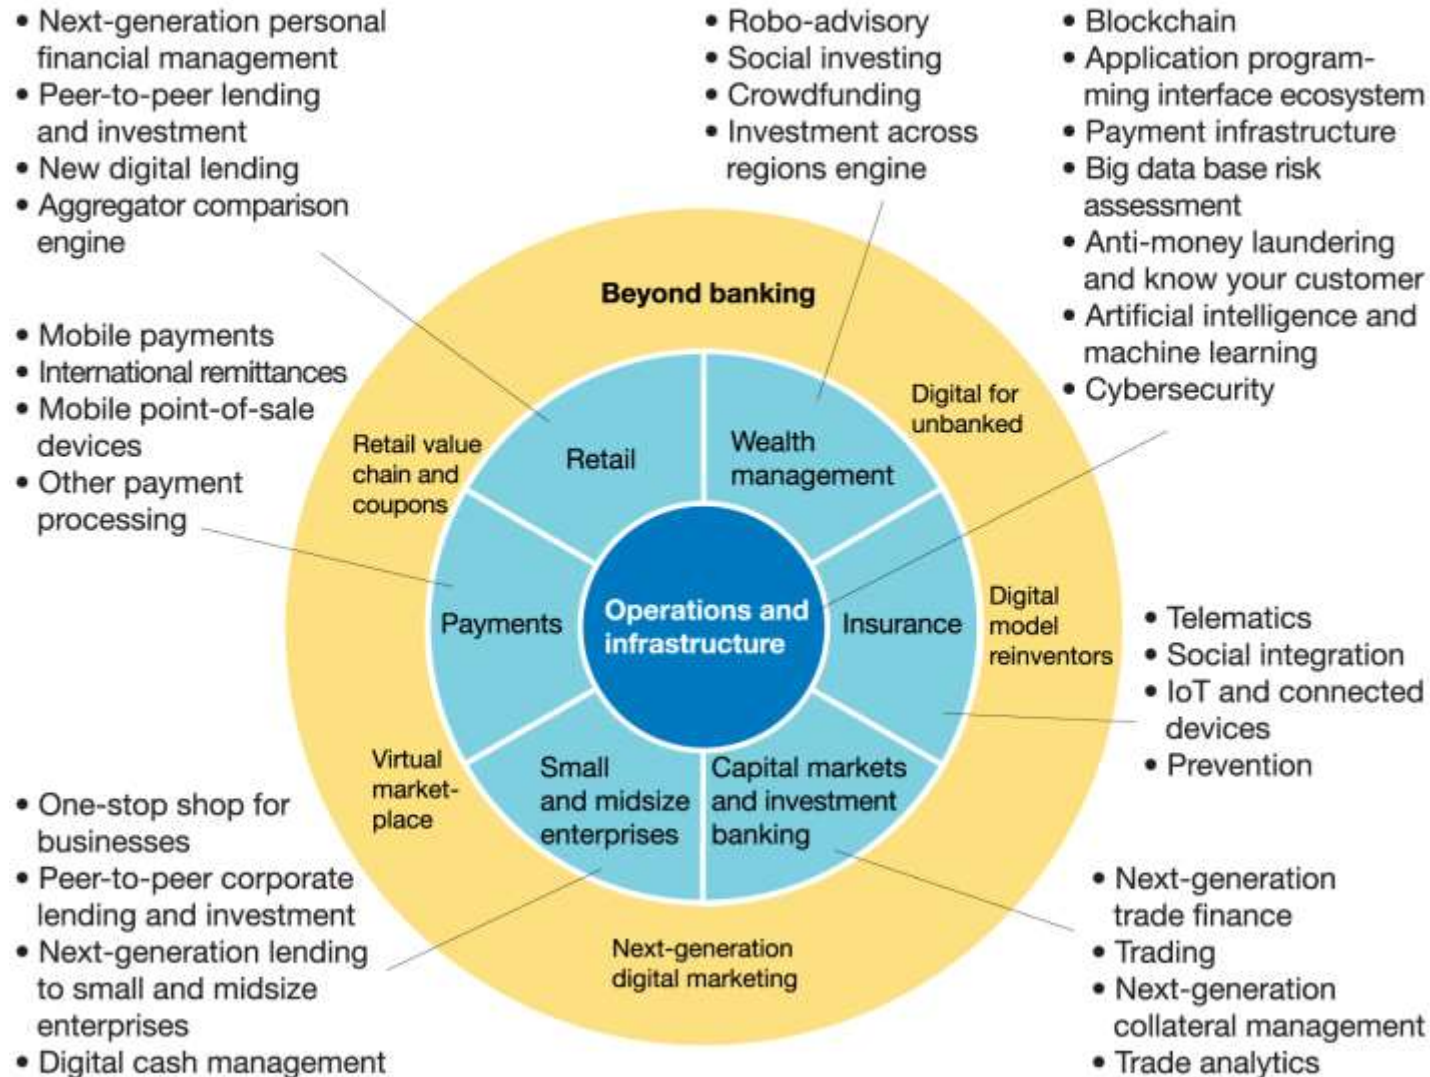 • Next-generation personal
financial management
• Peer-to-peer lending
and investment
• New digital lending
• Aggregator comparison
engine
• Robo-advisory
• Social investing
• Crowdfunding
• Investment across
regions engine
• Blockchain
• Application program-
ming interface ecosystem
• Payment infrastructure
• Big data base risk
assessment
• Anti-money laundering
and know your customer
• Artificial intelligence and
machine learning
• Cybersecurity
• Mobile payments
• International remittances
• Mobile point-of-sale
devices
• Other payment
processing
Beyond banking
Digital for
unbanked
Retail value
chain and
coupons
Retail
Wealth
management
Payments
Operations and
infrastructure
Insurance
Digital
model
reinventors
• Telematics
• Social integration
• IoT and connected
devices
• Prevention
Virtual
market-
place
Small
and midsize
enterprises
Capital markets
and investment
banking
Next-generation
digital marketing
• One-stop shop for
businesses
• Peer-to-peer corporate
lending and investment
• Next-generation lending
to small and midsize
enterprises
• Digital cash management
• Next-generation
trade finance
• Trading
• Next-generation
collateral management
• Trade analytics